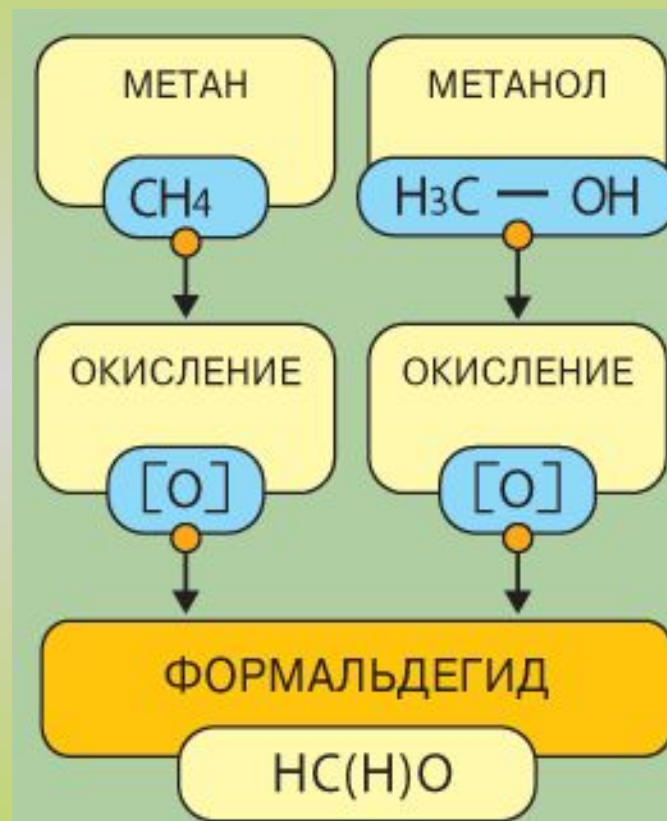 МЕТАН
CH4
ОКИСЛЕНИЕ
[O]
МЕТАНОЛ
H3C — OH
ОКИСЛЕНИЕ
[O]
ФОРМАЛЬДЕГИД
HC(H)O